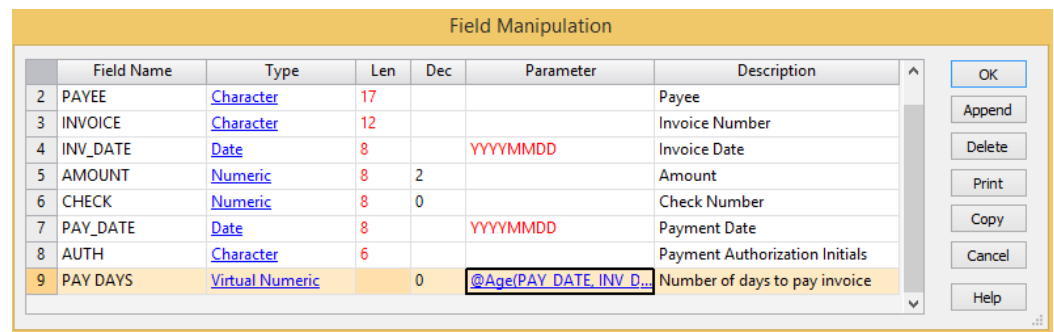 Field Manipulation
Field Name Type Len Dec Parameter Description
2 PAYEE Character 17 Payee
3 INVOICE Character 12 Invoice Number
4 INV_DATE Date 8 YYYYMMDD Invoice Date
5 AMOUNT Numeric 8 2 Amount
6 CHECK Numeric 8 0 Check Number
7 PAY_DATE Date 8 YYYYMMDD Payment Date
8 AUTH Character 6 Payment Authorization Initials
9 PAY DAYS Virtual Numeric 0 @Age(PAY_DATE, INV_D... Number of days to pay invoice
OK
Append
Delete
Print
Copy
Cancel
Help